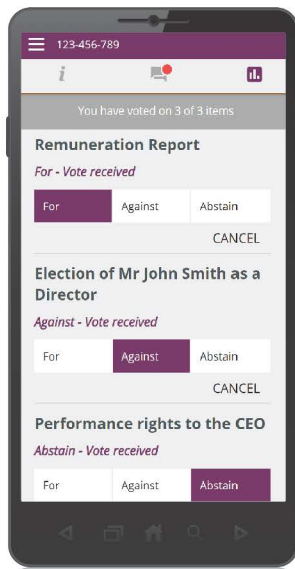 123-456-789
i
You have voted on 3 of 3 items
Remuneration Report
For - Vote received
For Against Abstain
CANCEL
Election of Mr John Smith as a
Director
Against - Vote received
For Against Abstain
CANCEL
Performance rights to the CEO
Abstain - Vote received
For Against Abstain